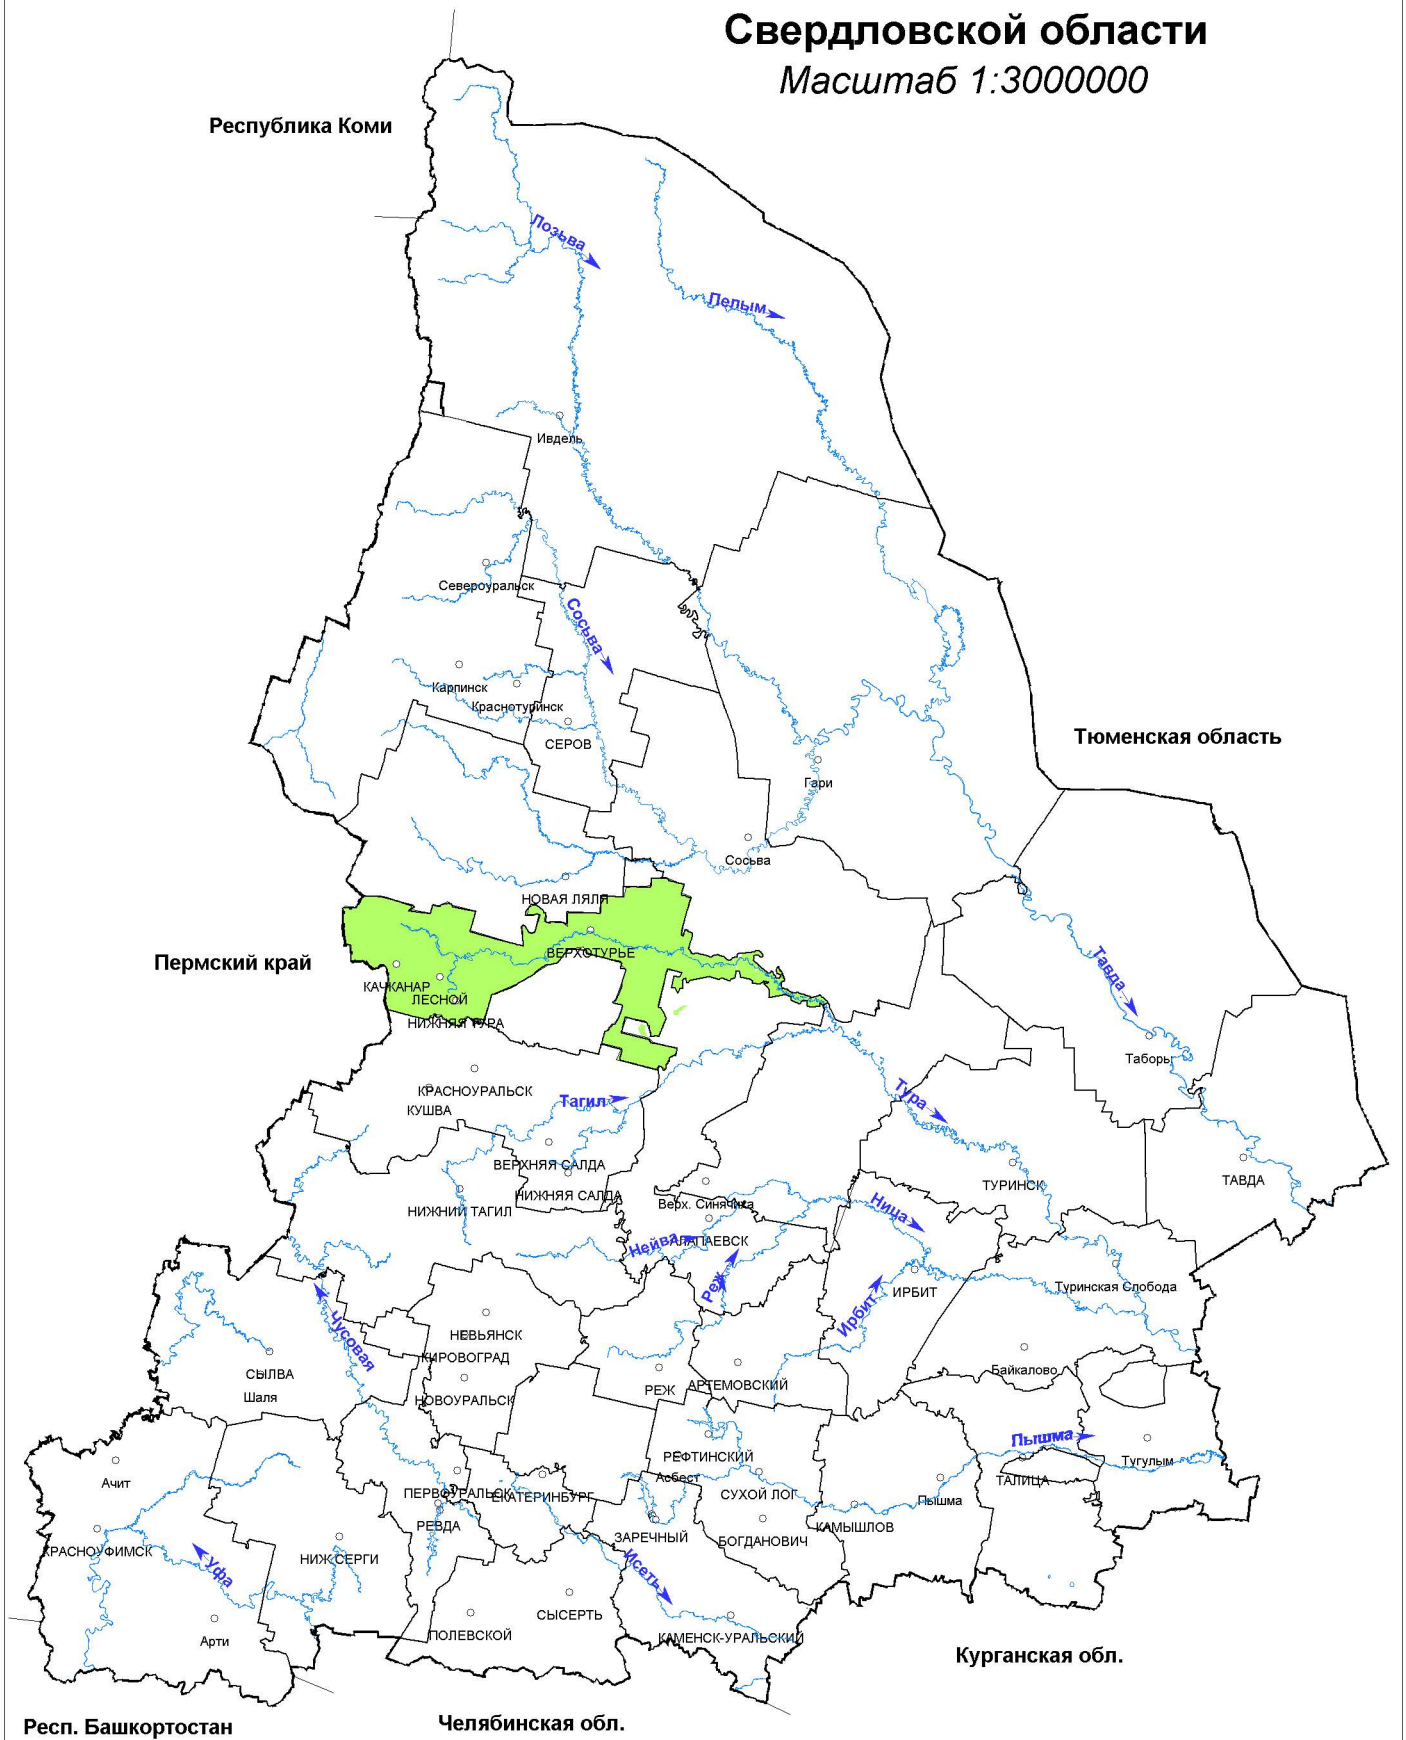 Свердловской области
Масштаб 1:3000000
Республика Коми
Лозьва
Пелым
Ивдель
Североуральск
Сосьва
Карпинск
Краснотурйнск
СЕРОВ
Тюменская область
Гари
Сосьва
НОВАЯ ЛЯЛЯ
ВЕРХОТУРЬЕ
Пермский край
КАЧКАНАР
ЛЕСНОЙ
НИЖНЯЯ ТУРА
Тавда
Таборы
КРАСНОУРАЛЬСК
КУШВА
Тагил
Тура
ВЕРХНЯЯ САЛДА
НИЖНЯЯ САЛДА
НИЖНИЙ ТАГИЛ
Верх. Синячиха
Ница
ТУРИНСК
ТАВДА
Нейва
АЛАПАЕВСК
Реж
Ирбит
ИРБИТ
Туринская Слобода
Чусовая
НЕВЬЯНСК
КИРОВОГРАД
СЫЛВА
Шаля
НОВОУРАЛЬСК
РЕЖ
АРТЕМОВСКИЙ
Байкалово
Пышма
Тугулым
Ачит
РЕФТИНСКИЙ
Асбест
СУХОЙ ЛОГ
Пышма
ТАЛИЦА
ПЕРВОУРАЛЬСК
ЕКАТЕРИНБУРГ
РЕВДА
ЗАРЕЧНЫЙ
БОГДАНОВИЧ
КАМЫШЛОВ
КРАСНОУФИМСК
Уфа
НИЖ.СЕРГИ
Исеть
СЫСЕРТЬ
Арти
ПОЛЕВСКОЙ
КАМЕНСК-УРАЛЬСКИЙ
Курганская обл.
Респ. Башкортостан
Челябинская обл.